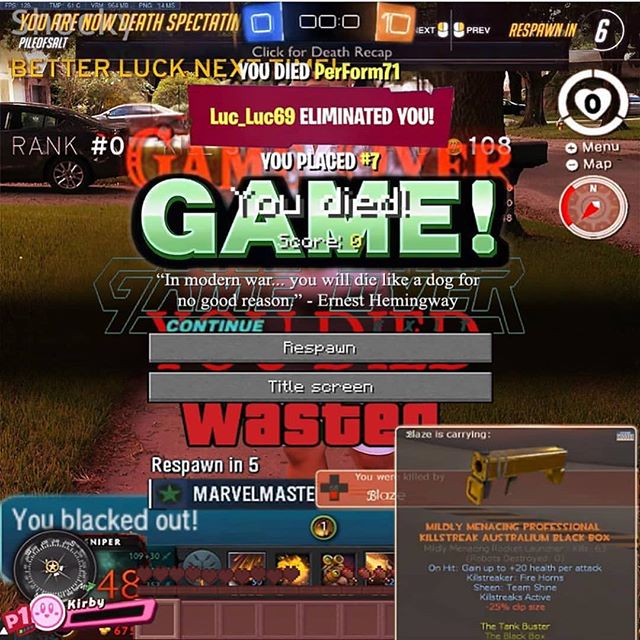 YOU ARE NOW DEATH SPECTATIN
PILEOFSALT
0 00:0 10
Click for Death Recap
NEXT PREV
RESPAWN IN 6
BETTER LUCK NEXT TIME!
YOU DIED PerForm71
Luc_Luc69 ELIMINATED YOU!
RANK #0
108
0
+ Menu
− Map
N
GAME OVER
YOU PLACED #7
GAME!
You died!
Score: 0
“In modern war... you will die like a dog for
no good reason.” - Ernest Hemingway
GAME OVER
CONTINUE
YOU DIED
Respawn
Title screen
wasted
Respawn in 5
MARVELMASTE
You were killed by
Blaze
You blacked out!
1
SNIPER
109+30
48
675
P1 Kirby
Blaze is carrying:
MILDLY MENACING PROFESSIONAL
KILLSTREAK AUSTRALIUM BLACK BOX
Mildly Menacing Rocket Launcher - Kills: 63
(Robots Destroyed: 0)
On Hit: Gain up to +20 health per attack
Killstreaker: Fire Horns
Sheen: Team Shine
Killstreaks Active
-25% clip size
The Tank Buster
The Black Box